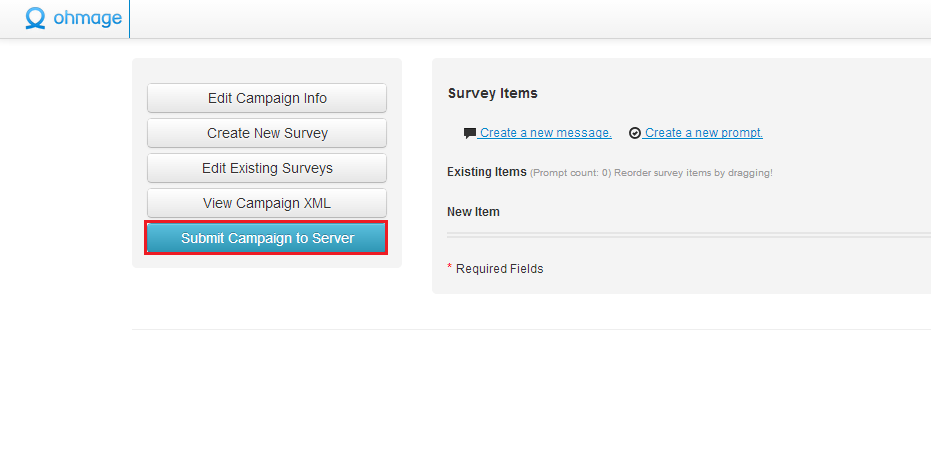 ohmage
Edit Campaign Info
Create New Survey
Edit Existing Surveys
View Campaign XML
Submit Campaign to Server
Survey Items
Create a new message. Create a new prompt.
Existing Items (Prompt count: 0) Reorder survey items by dragging!
New Item
* Required Fields